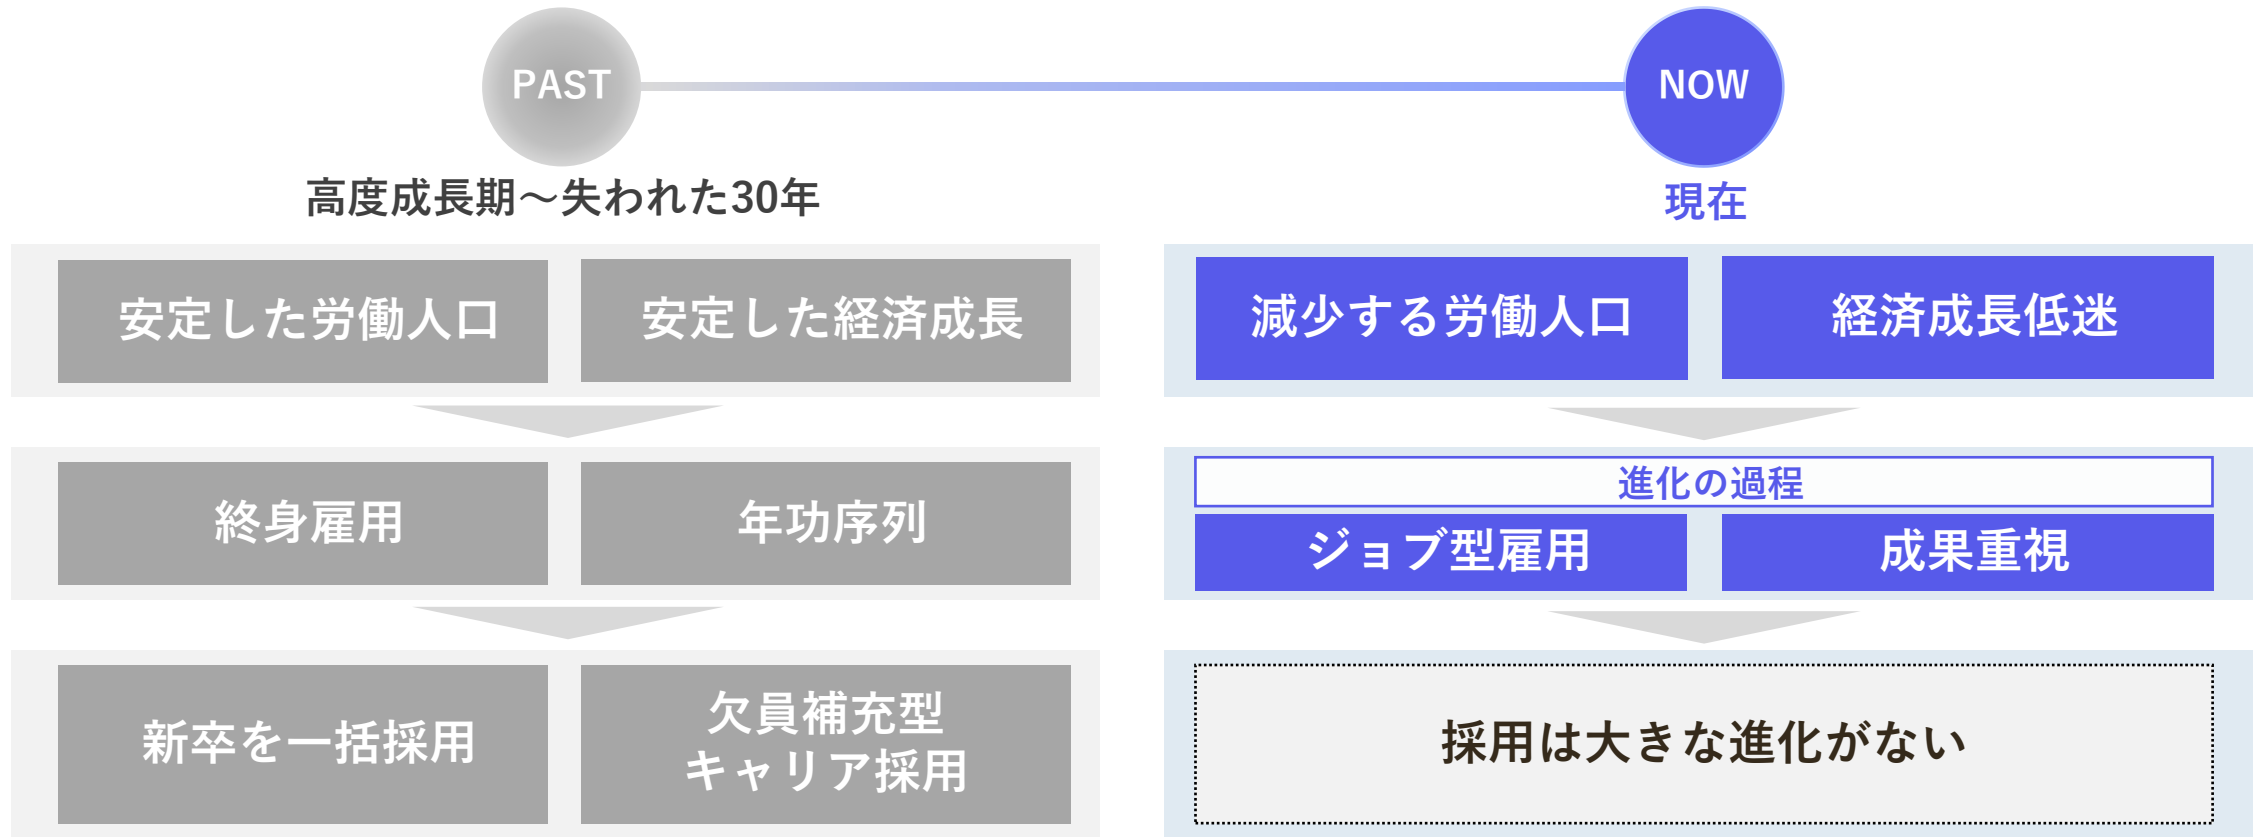 PAST
NOW
高度成長期～失われた30年
現在
安定した労働人口
安定した経済成長
減少する労働人口
経済成長低迷
終身雇用
年功序列
進化の過程
ジョブ型雇用
成果重視
新卒を一括採用
欠員補充型
キャリア採用
採用は大きな進化がない